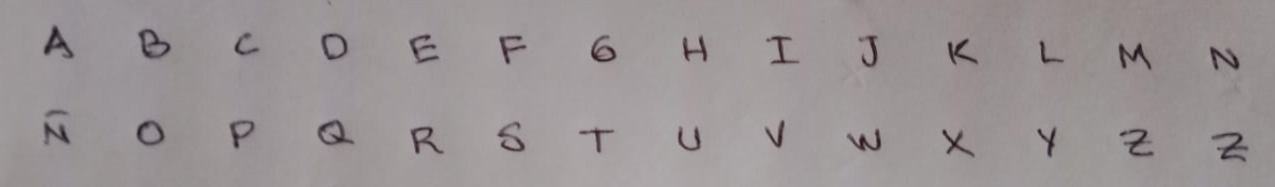 A B C D E F G H I J K L M N
Ñ O P Q R S T U V W X Y Z Z